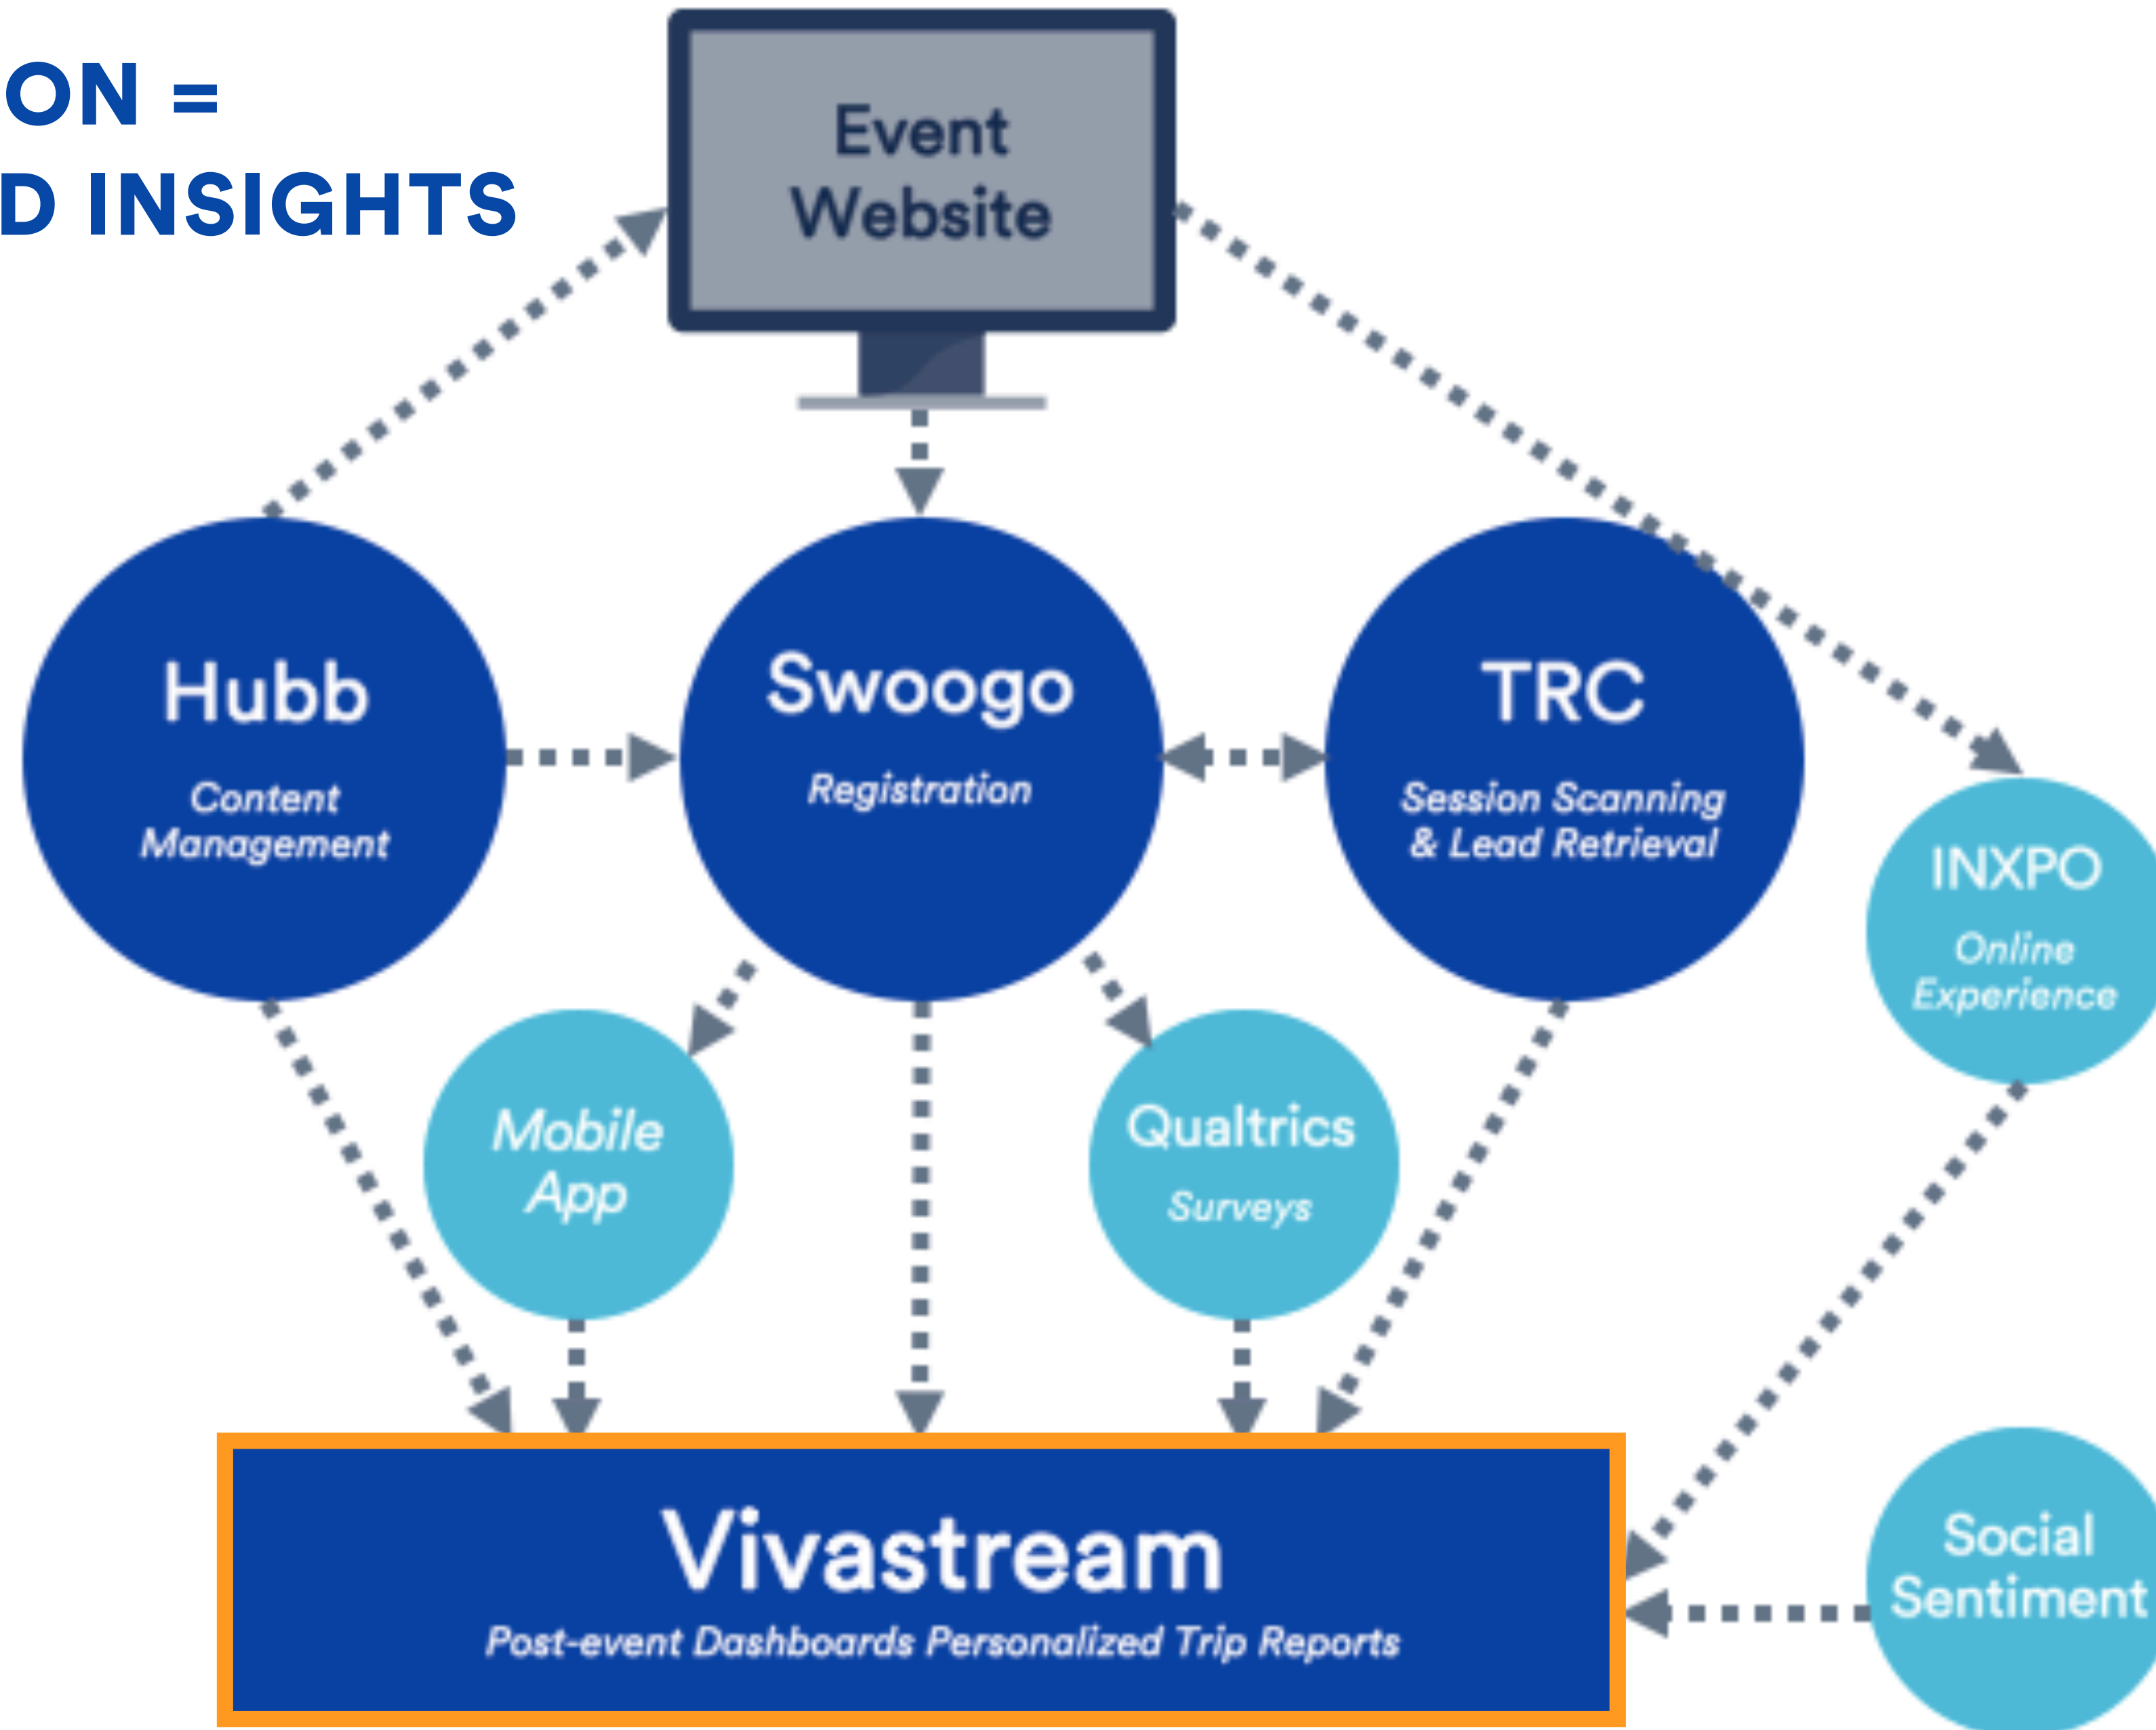 ON =
D INSIGHTS
Event
Website
Hubb
Content
Management
Swoogo
Registration
TRC
Session Scanning
& Lead Retrieval
INXPO
Online
Experience
Mobile
App
Qualtrics
Surveys
Vivastream
Post-event Dashboards Personalized Trip Reports
Social
Sentiment